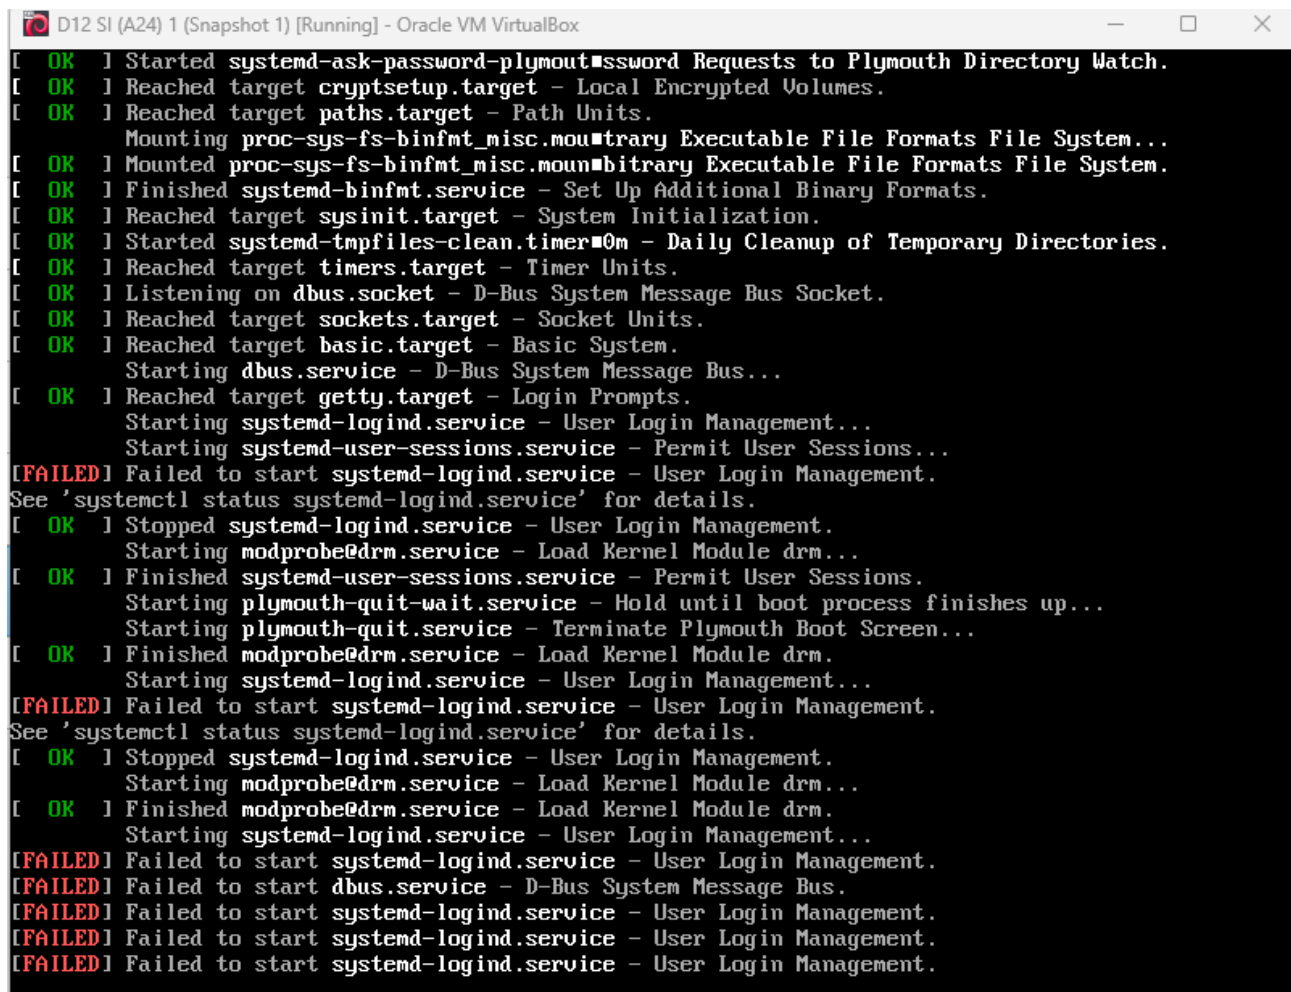 D12 SI (A24) 1 (Snapshot 1) [Running] - Oracle VM VirtualBox
[  OK  ] Started systemd-ask-password-plymout■ssword Requests to Plymouth Directory Watch.
[  OK  ] Reached target cryptsetup.target - Local Encrypted Volumes.
[  OK  ] Reached target paths.target - Path Units.
         Mounting proc-sys-fs-binfmt_misc.mou■trary Executable File Formats File System...
[  OK  ] Mounted proc-sys-fs-binfmt_misc.moun■bitrary Executable File Formats File System.
[  OK  ] Finished systemd-binfmt.service - Set Up Additional Binary Formats.
[  OK  ] Reached target sysinit.target - System Initialization.
[  OK  ] Started systemd-tmpfiles-clean.timer■0m - Daily Cleanup of Temporary Directories.
[  OK  ] Reached target timers.target - Timer Units.
[  OK  ] Listening on dbus.socket - D-Bus System Message Bus Socket.
[  OK  ] Reached target sockets.target - Socket Units.
[  OK  ] Reached target basic.target - Basic System.
         Starting dbus.service - D-Bus System Message Bus...
[  OK  ] Reached target getty.target - Login Prompts.
         Starting systemd-logind.service - User Login Management...
         Starting systemd-user-sessions.service - Permit User Sessions...
[FAILED] Failed to start systemd-logind.service - User Login Management.
See 'systemctl status systemd-logind.service' for details.
[  OK  ] Stopped systemd-logind.service - User Login Management.
         Starting modprobe@drm.service - Load Kernel Module drm...
[  OK  ] Finished systemd-user-sessions.service - Permit User Sessions.
         Starting plymouth-quit-wait.service - Hold until boot process finishes up...
         Starting plymouth-quit.service - Terminate Plymouth Boot Screen...
[  OK  ] Finished modprobe@drm.service - Load Kernel Module drm.
         Starting systemd-logind.service - User Login Management...
[FAILED] Failed to start systemd-logind.service - User Login Management.
See 'systemctl status systemd-logind.service' for details.
[  OK  ] Stopped systemd-logind.service - User Login Management.
         Starting modprobe@drm.service - Load Kernel Module drm...
[  OK  ] Finished modprobe@drm.service - Load Kernel Module drm.
         Starting systemd-logind.service - User Login Management...
[FAILED] Failed to start systemd-logind.service - User Login Management.
[FAILED] Failed to start dbus.service - D-Bus System Message Bus.
[FAILED] Failed to start systemd-logind.service - User Login Management.
[FAILED] Failed to start systemd-logind.service - User Login Management.
[FAILED] Failed to start systemd-logind.service - User Login Management.